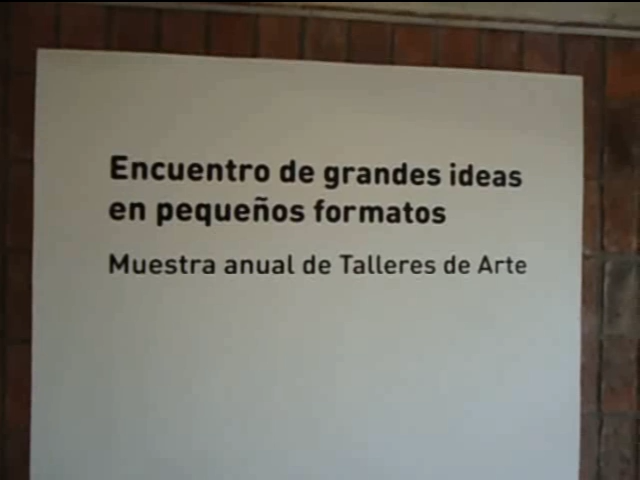 Encuentro de grandes ideas
en pequeños formatos
Muestra anual de Talleres de Arte